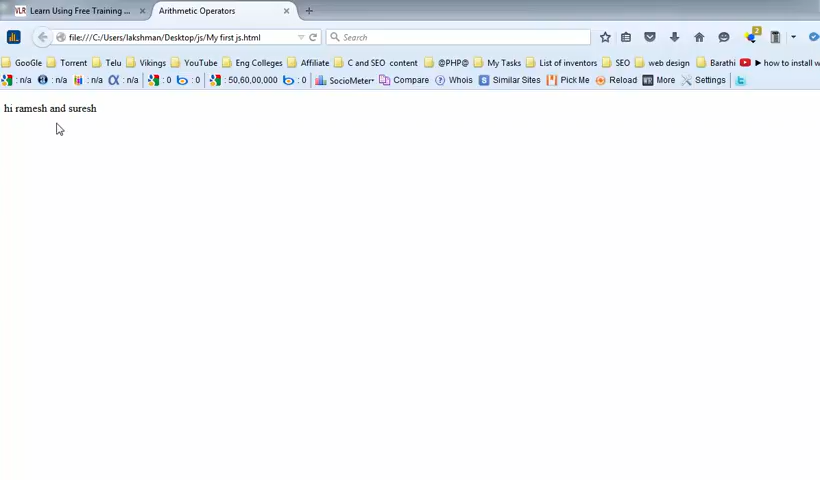 VLR Learn Using Free Training ... Arithmetic Operators
file:///C:/Users/lakshman/Desktop/js/My first js.html Search 2
GooGle Torrent Telu Vikings YouTube Eng Colleges Affiliate C and SEO content @PHP@ My Tasks List of inventors SEO web design Barathi how to install w
: n/a : n/a : n/a α : n/a : 0 : 0 : 50,60,00,000 : 0 SocioMeter Compare ? Whois S Similar Sites Pick Me Reload WR More Settings
hi ramesh and suresh